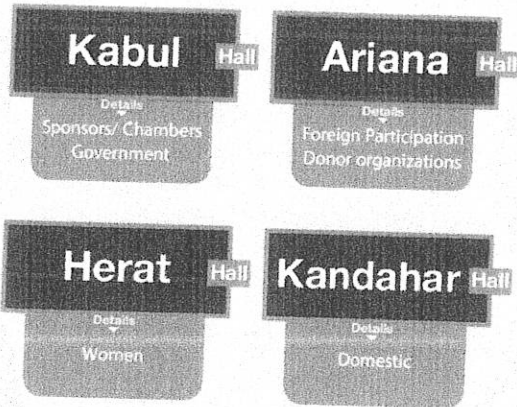 Kabul Hall
Details
Sponsors/ Chambers
Government
Ariana Hall
Details
Foreign Participation
Donor organizations
Herat Hall
Details
Women
Kandahar Hall
Details
Domestic